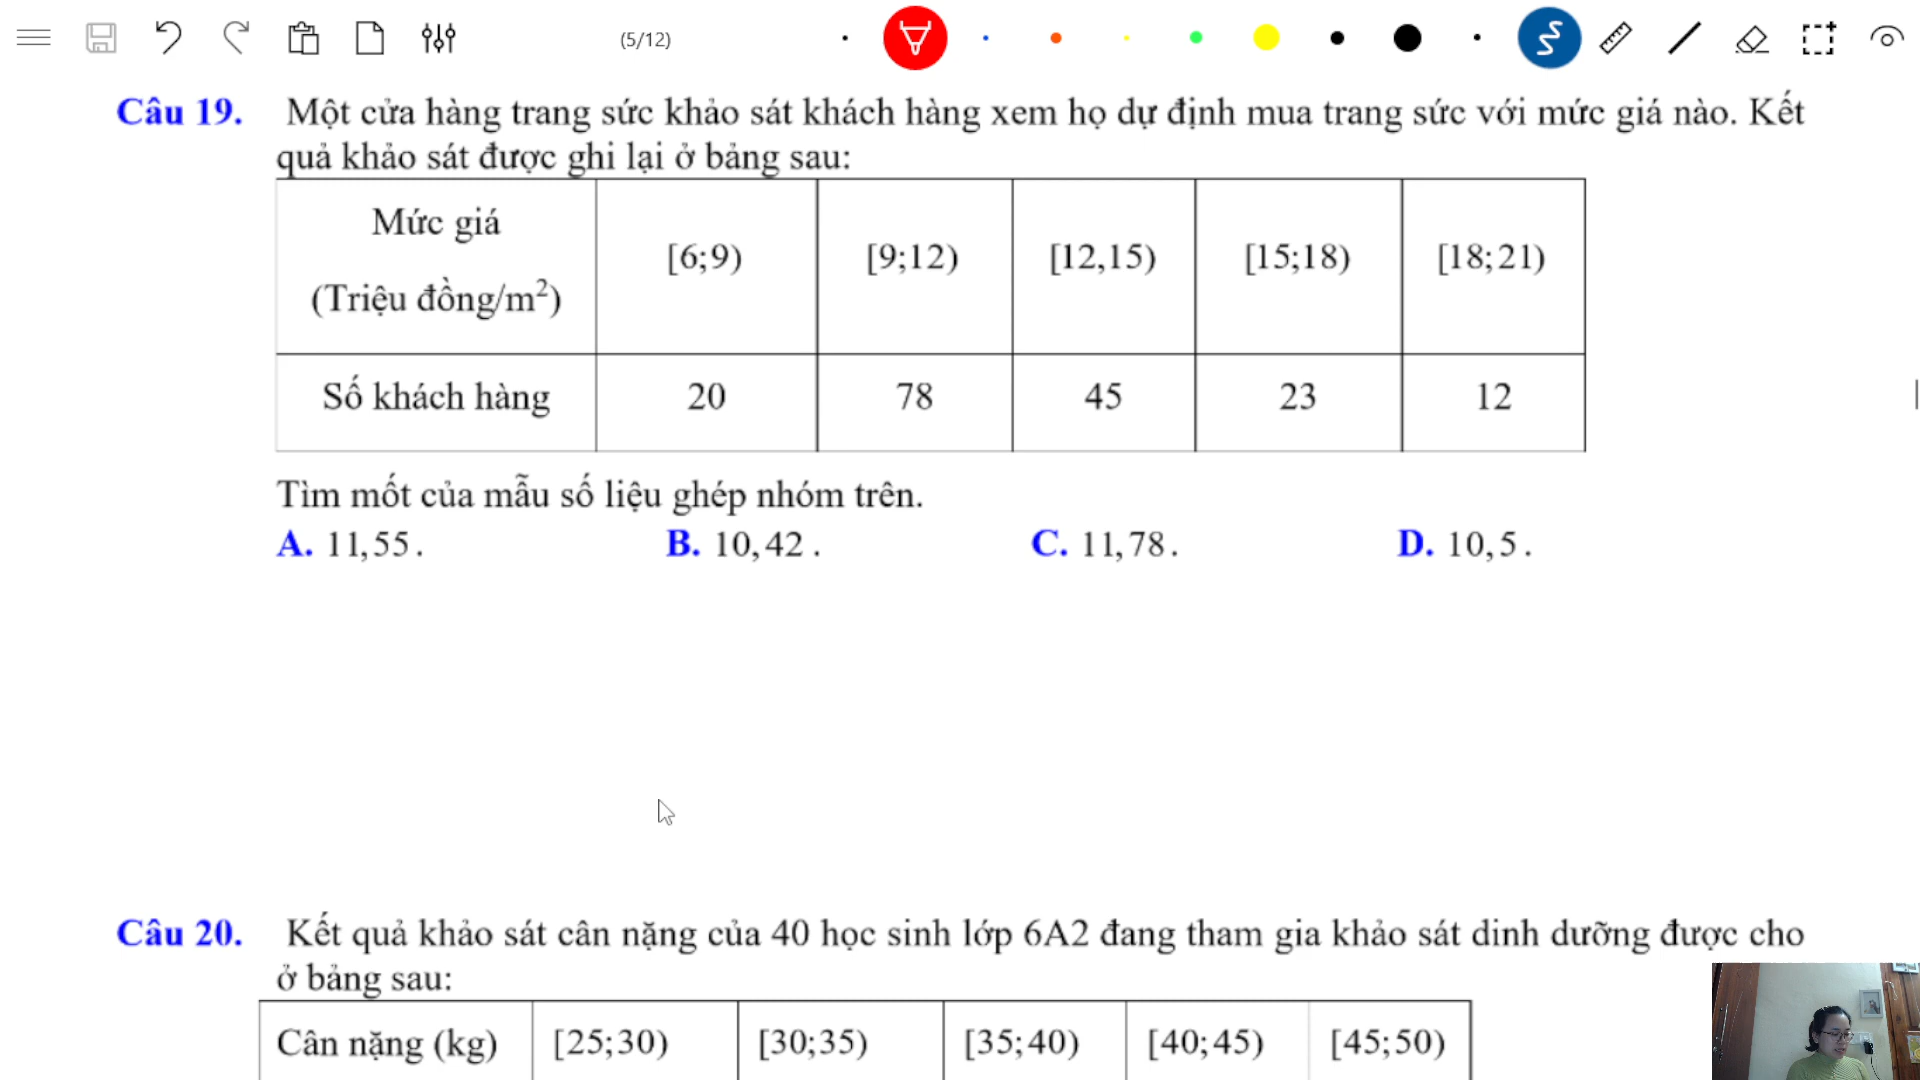 (5/12)
Câu 19. Một cửa hàng trang sức khảo sát khách hàng xem họ dự định mua trang sức với mức giá nào. Kết
quả khảo sát được ghi lại ở bảng sau:
Mức giá
(Triệu đồng/m²) [6;9) [9;12) [12,15) [15;18) [18;21)
Số khách hàng 20 78 45 23 12
Tìm mốt của mẫu số liệu ghép nhóm trên.
A. 11,55. B. 10,42. C. 11,78. D. 10,5.
Câu 20. Kết quả khảo sát cân nặng của 40 học sinh lớp 6A2 đang tham gia khảo sát dinh dưỡng được cho
ở bảng sau:
Cân nặng (kg) [25;30) [30;35) [35;40) [40;45) [45;50)